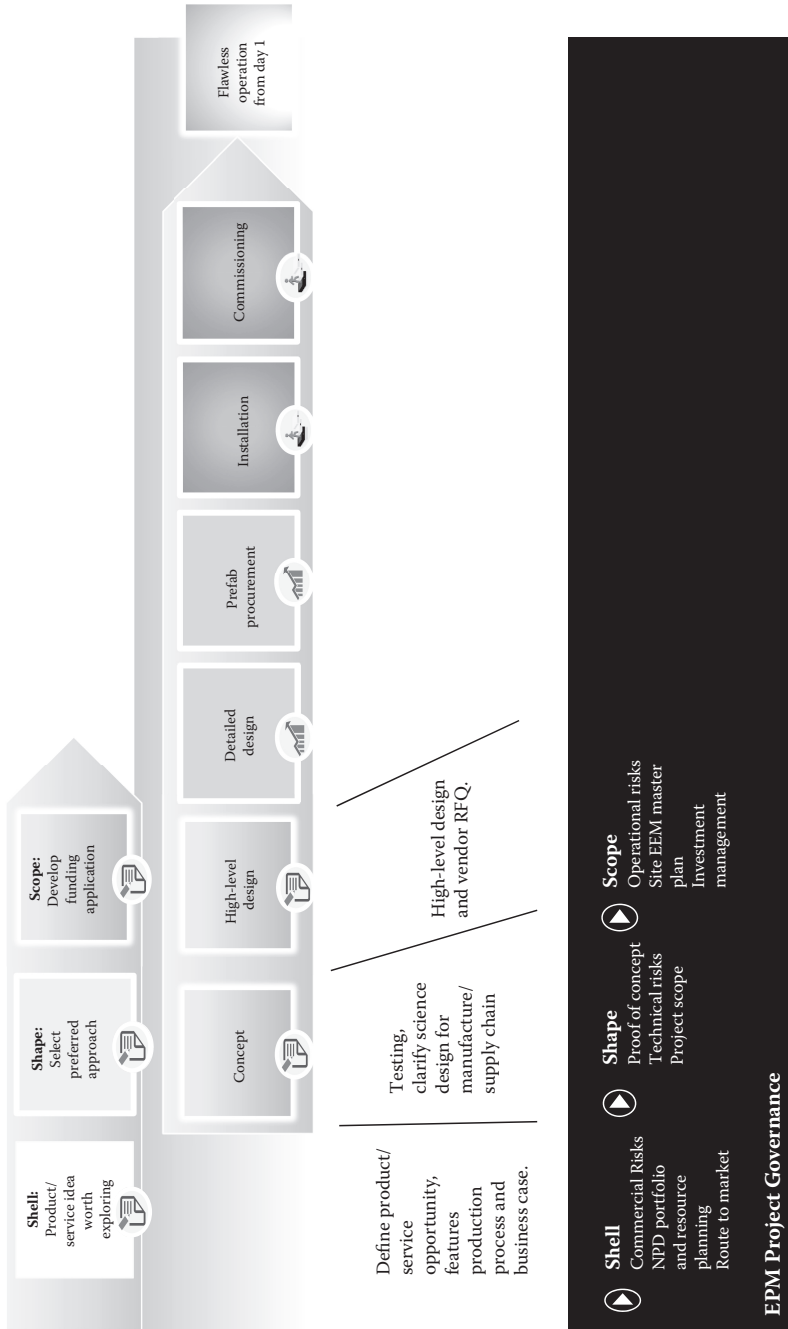 Shell:
Product/
service idea
worth
exploring
Shape:
Select
preferred
approach
Scope:
Develop
funding
application
Concept
High-level
design
Detailed
design
Prefab
procurement
Installation
Commissioning
Flawless
operation
from day 1
Define product/
service
opportunity,
features
production
process and
business case.
Testing,
clarify science
design for
manufacture/
supply chain
High-level design
and vendor RFQ.
Shell
Commercial Risks
NPD portfolio
and resource
planning
Route to market
Shape
Proof of concept
Technical risks
Project scope
Scope
Operational risks
Site EEM master
plan
Investment
management
EPM Project Governance